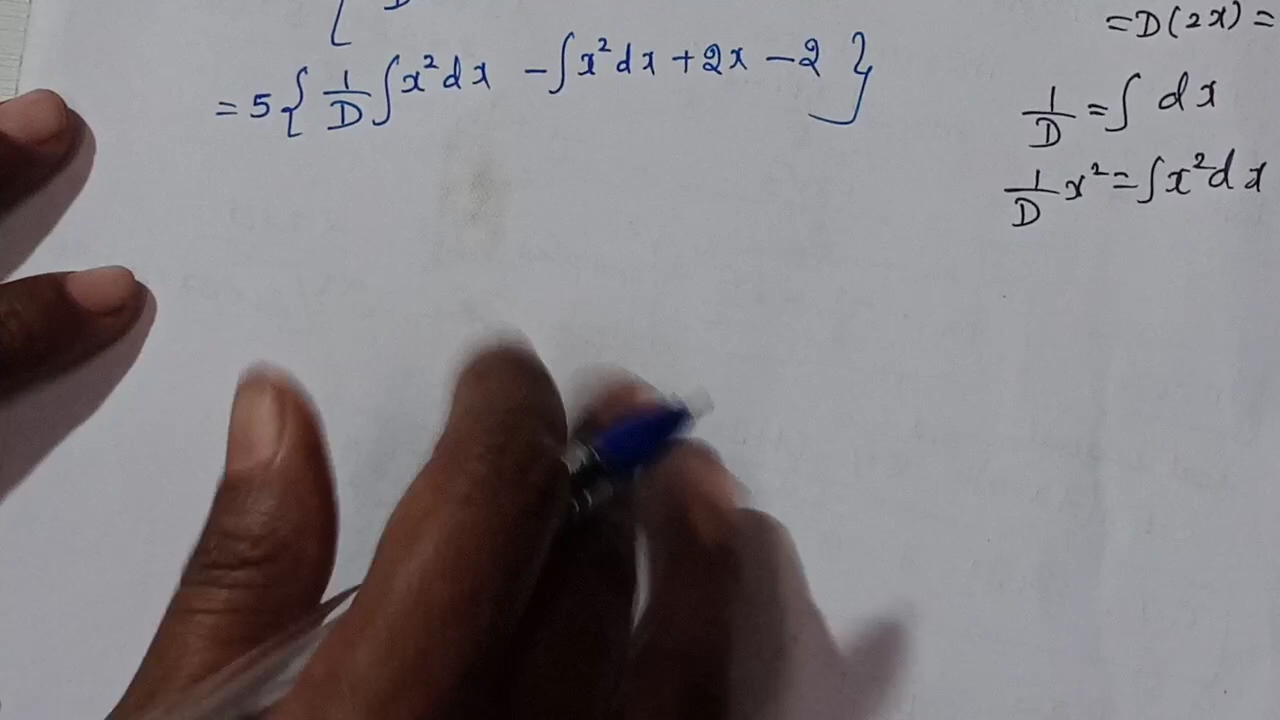 = D(2x) =
= 5{ 1/D ∫x²dx - ∫x²dx + 2x - 2 }
1/D = ∫ dx
1/D x² = ∫x²dx